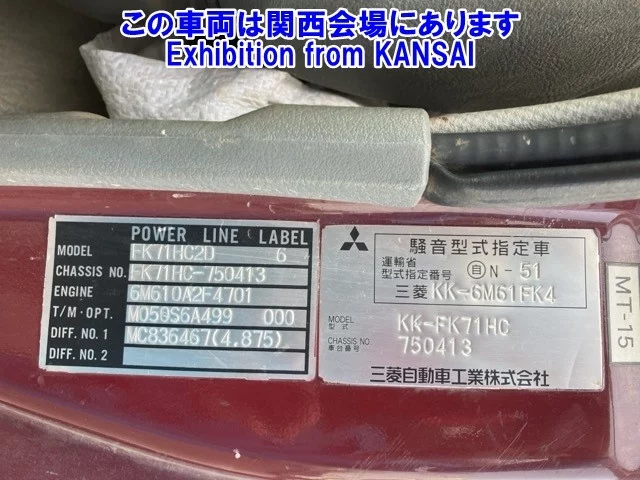 この車両は関西会場にあります
Exhibition from KANSAI
POWER LINE LABEL
MODEL FK71HC2D 6
CHASSIS NO. FK71HC-750413
ENGINE 6M610A2F4701
T/M·OPT. M050S6A499 000
DIFF. NO. 1 MC836467(4.875)
DIFF. NO. 2
騒音型式指定車
運輸省
型式指定番号 自 N-51
三菱 KK-6M61FK4
MODEL
型式 KK-FK71HC
CHASSIS NO.
車台番号 750413
三菱自動車工業株式会社
MT-15